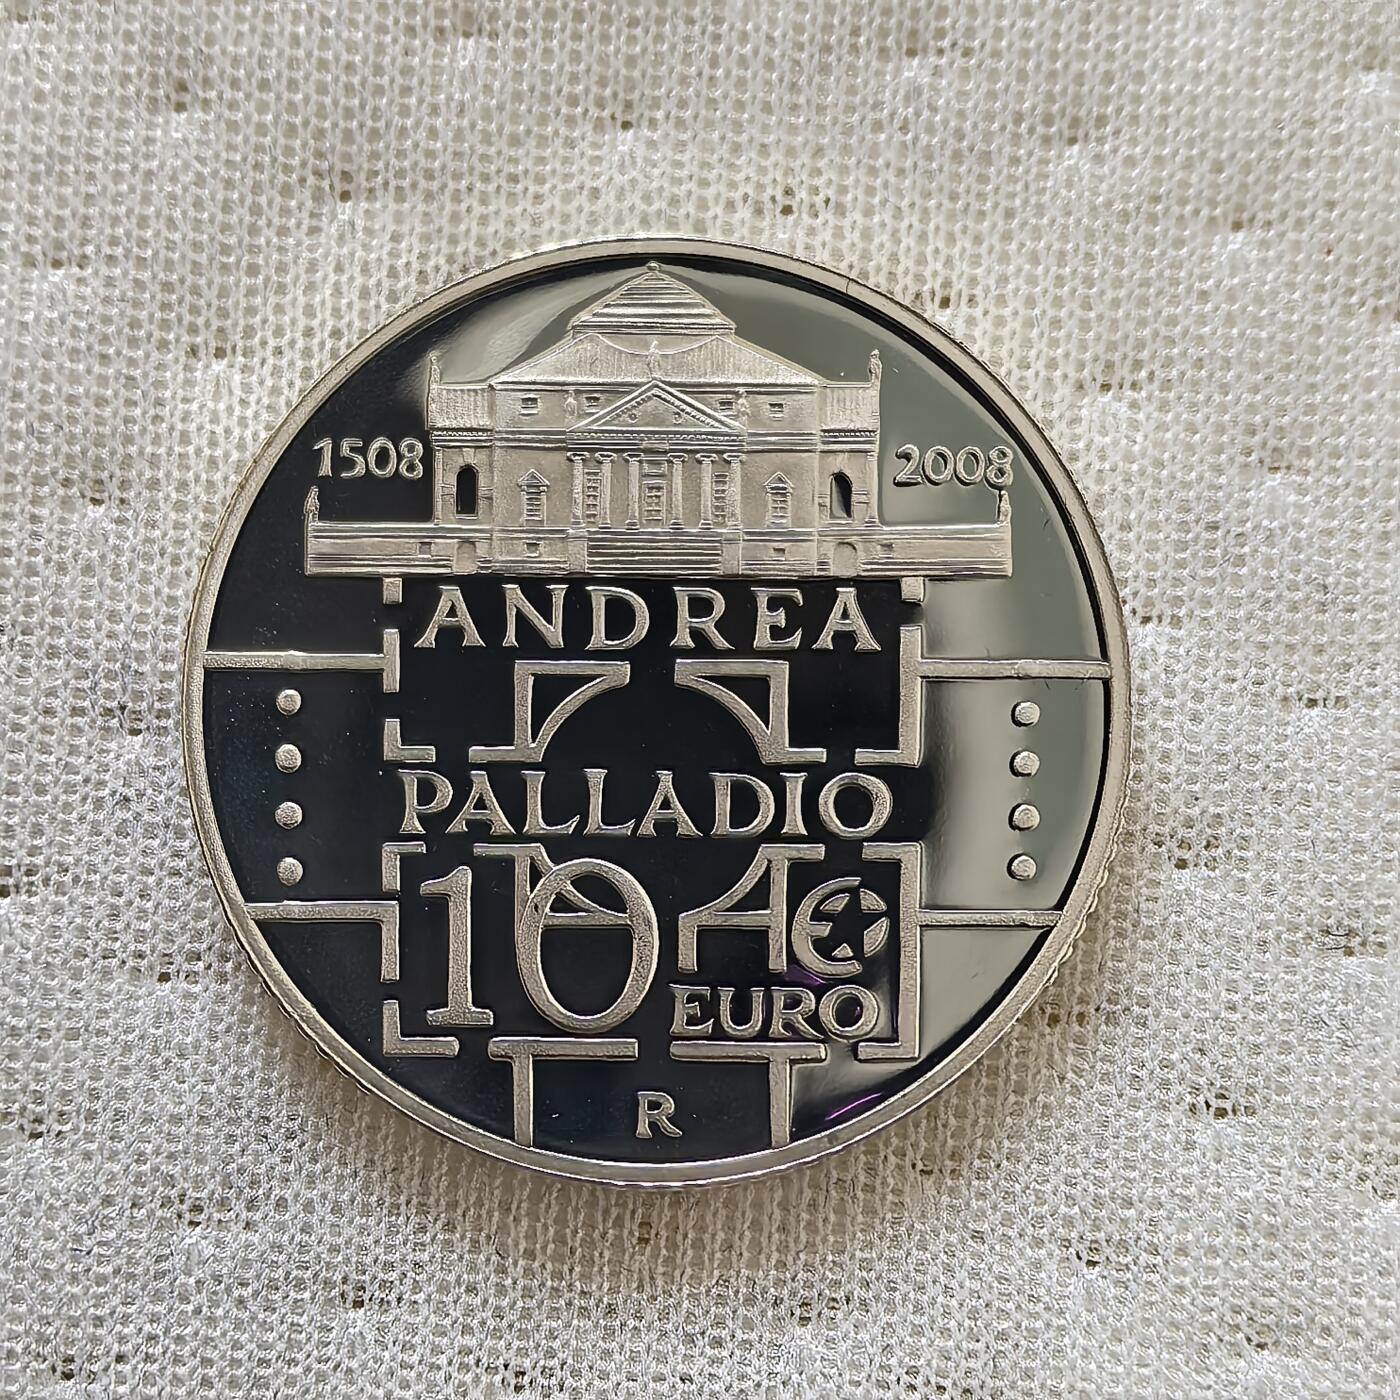 1508 2008
ANDREA
PALLADIO
10 €
EURO
R